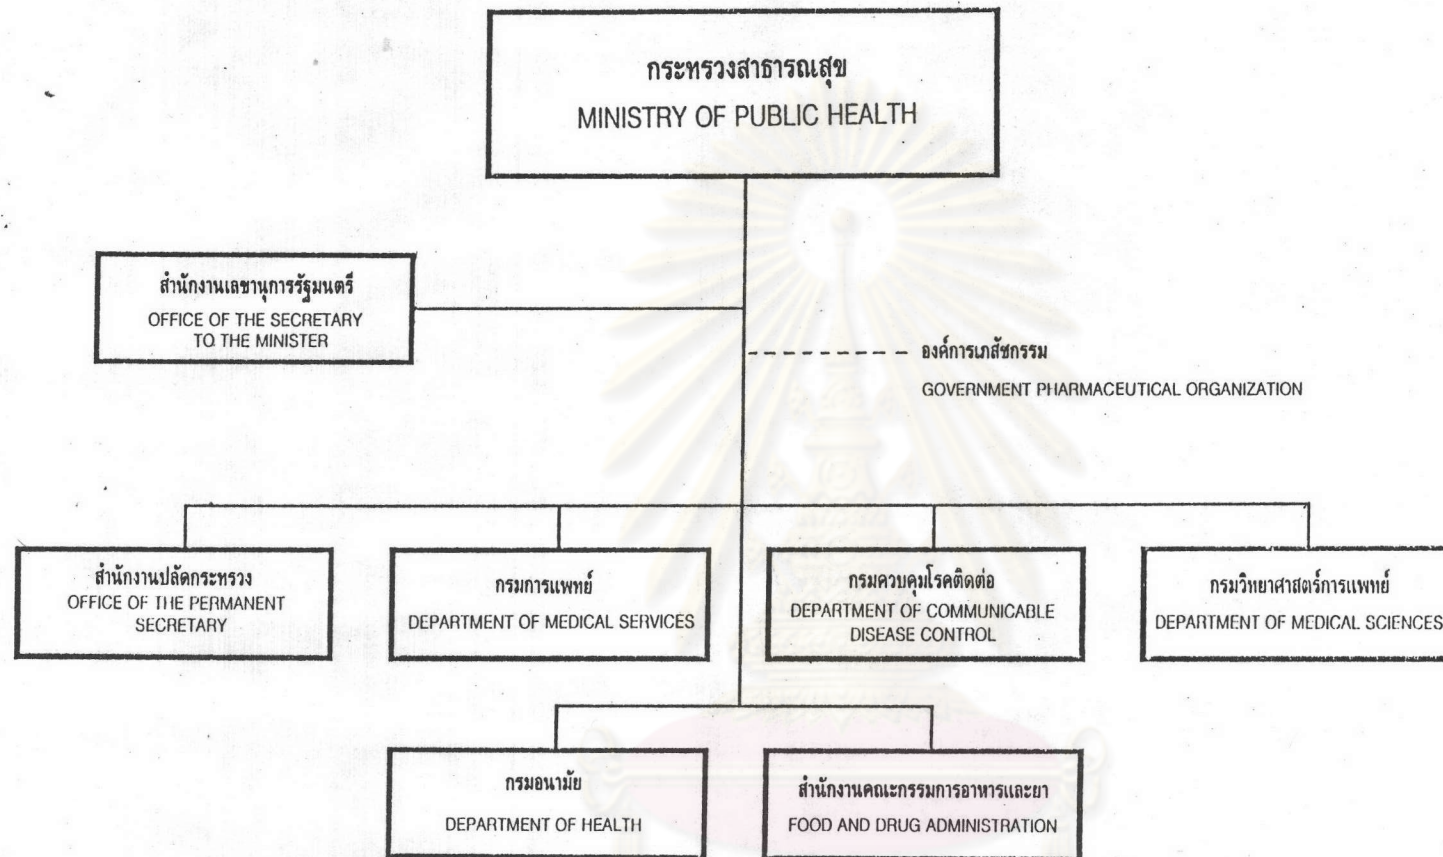 กระทรวงสาธารณสุข
MINISTRY OF PUBLIC HEALTH
สำนักงานเลขานุการรัฐมนตรี
OFFICE OF THE SECRETARY
TO THE MINISTER
องค์การเภสัชกรรม
GOVERNMENT PHARMACEUTICAL ORGANIZATION
สำนักงานปลัดกระทรวง
OFFICE OF THE PERMANENT
SECRETARY
กรมการแพทย์
DEPARTMENT OF MEDICAL SERVICES
กรมควบคุมโรคติดต่อ
DEPARTMENT OF COMMUNICABLE
DISEASE CONTROL
กรมวิทยาศาสตร์การแพทย์
DEPARTMENT OF MEDICAL SCIENCES
กรมอนามัย
DEPARTMENT OF HEALTH
สำนักงานคณะกรรมการอาหารและยา
FOOD AND DRUG ADMINISTRATION